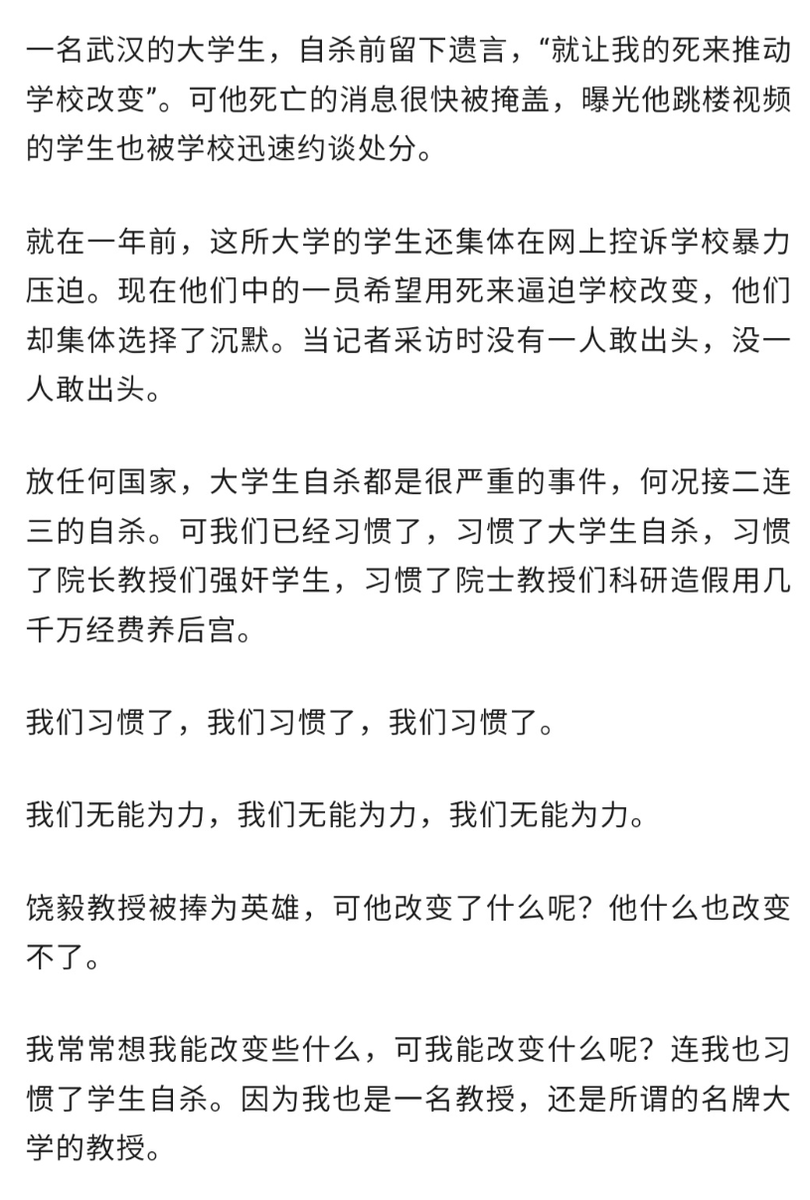 一名武汉的大学生，自杀前留下遗言，“就让我的死来推动
学校改变”。可他死亡的消息很快被掩盖，曝光他跳楼视频
的学生也被学校迅速约谈处分。
就在一年前，这所大学的学生还集体在网上控诉学校暴力
压迫。现在他们中的一员希望用死来逼迫学校改变，他们
却集体选择了沉默。当记者采访时没有一人敢出头，没一
人敢出头。
放任何国家，大学生自杀都是很严重的事件，何况接二连
三的自杀。可我们已经习惯了，习惯了大学生自杀，习惯
了院长教授们强奸学生，习惯了院士教授们科研造假用几
千万经费养后宫。
我们习惯了，我们习惯了，我们习惯了。
我们无能为力，我们无能为力，我们无能为力。
饶毅教授被捧为英雄，可他改变了什么呢？他什么也改变
不了。
我常常想我能改变些什么，可我能改变什么呢？连我也习
惯了学生自杀。因为我也是一名教授，还是所谓的名牌大
学的教授。